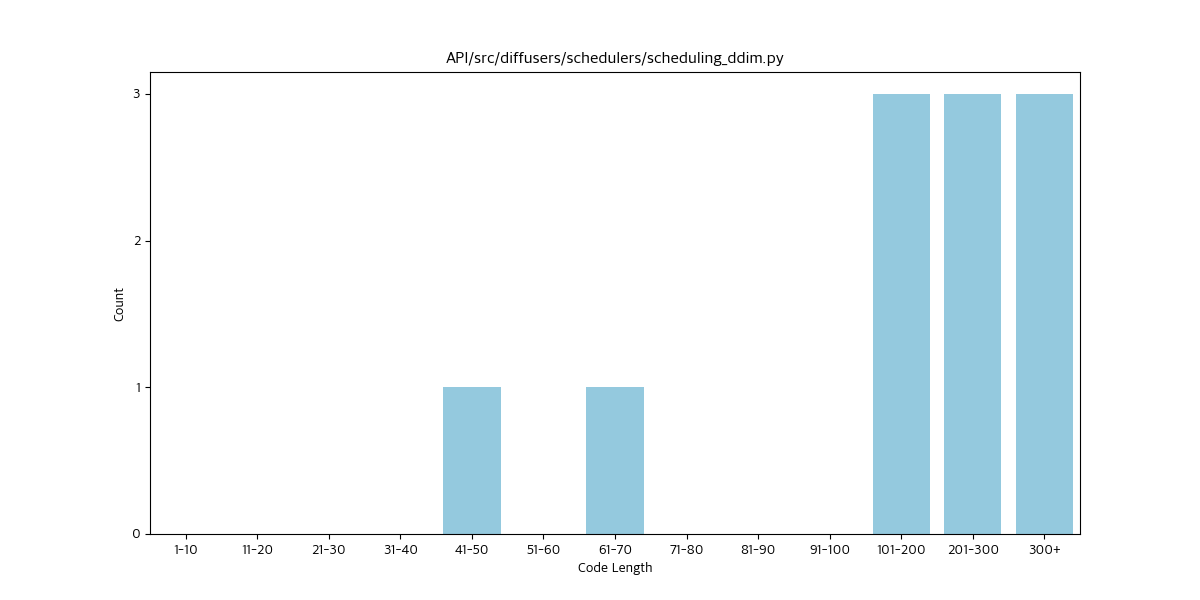 API/src/diffusers/schedulers/scheduling_ddim.py
3
2
1
0
Count
1-10 11-20 21-30 31-40 41-50 51-60 61-70 71-80 81-90 91-100 101-200 201-300 300+
Code Length